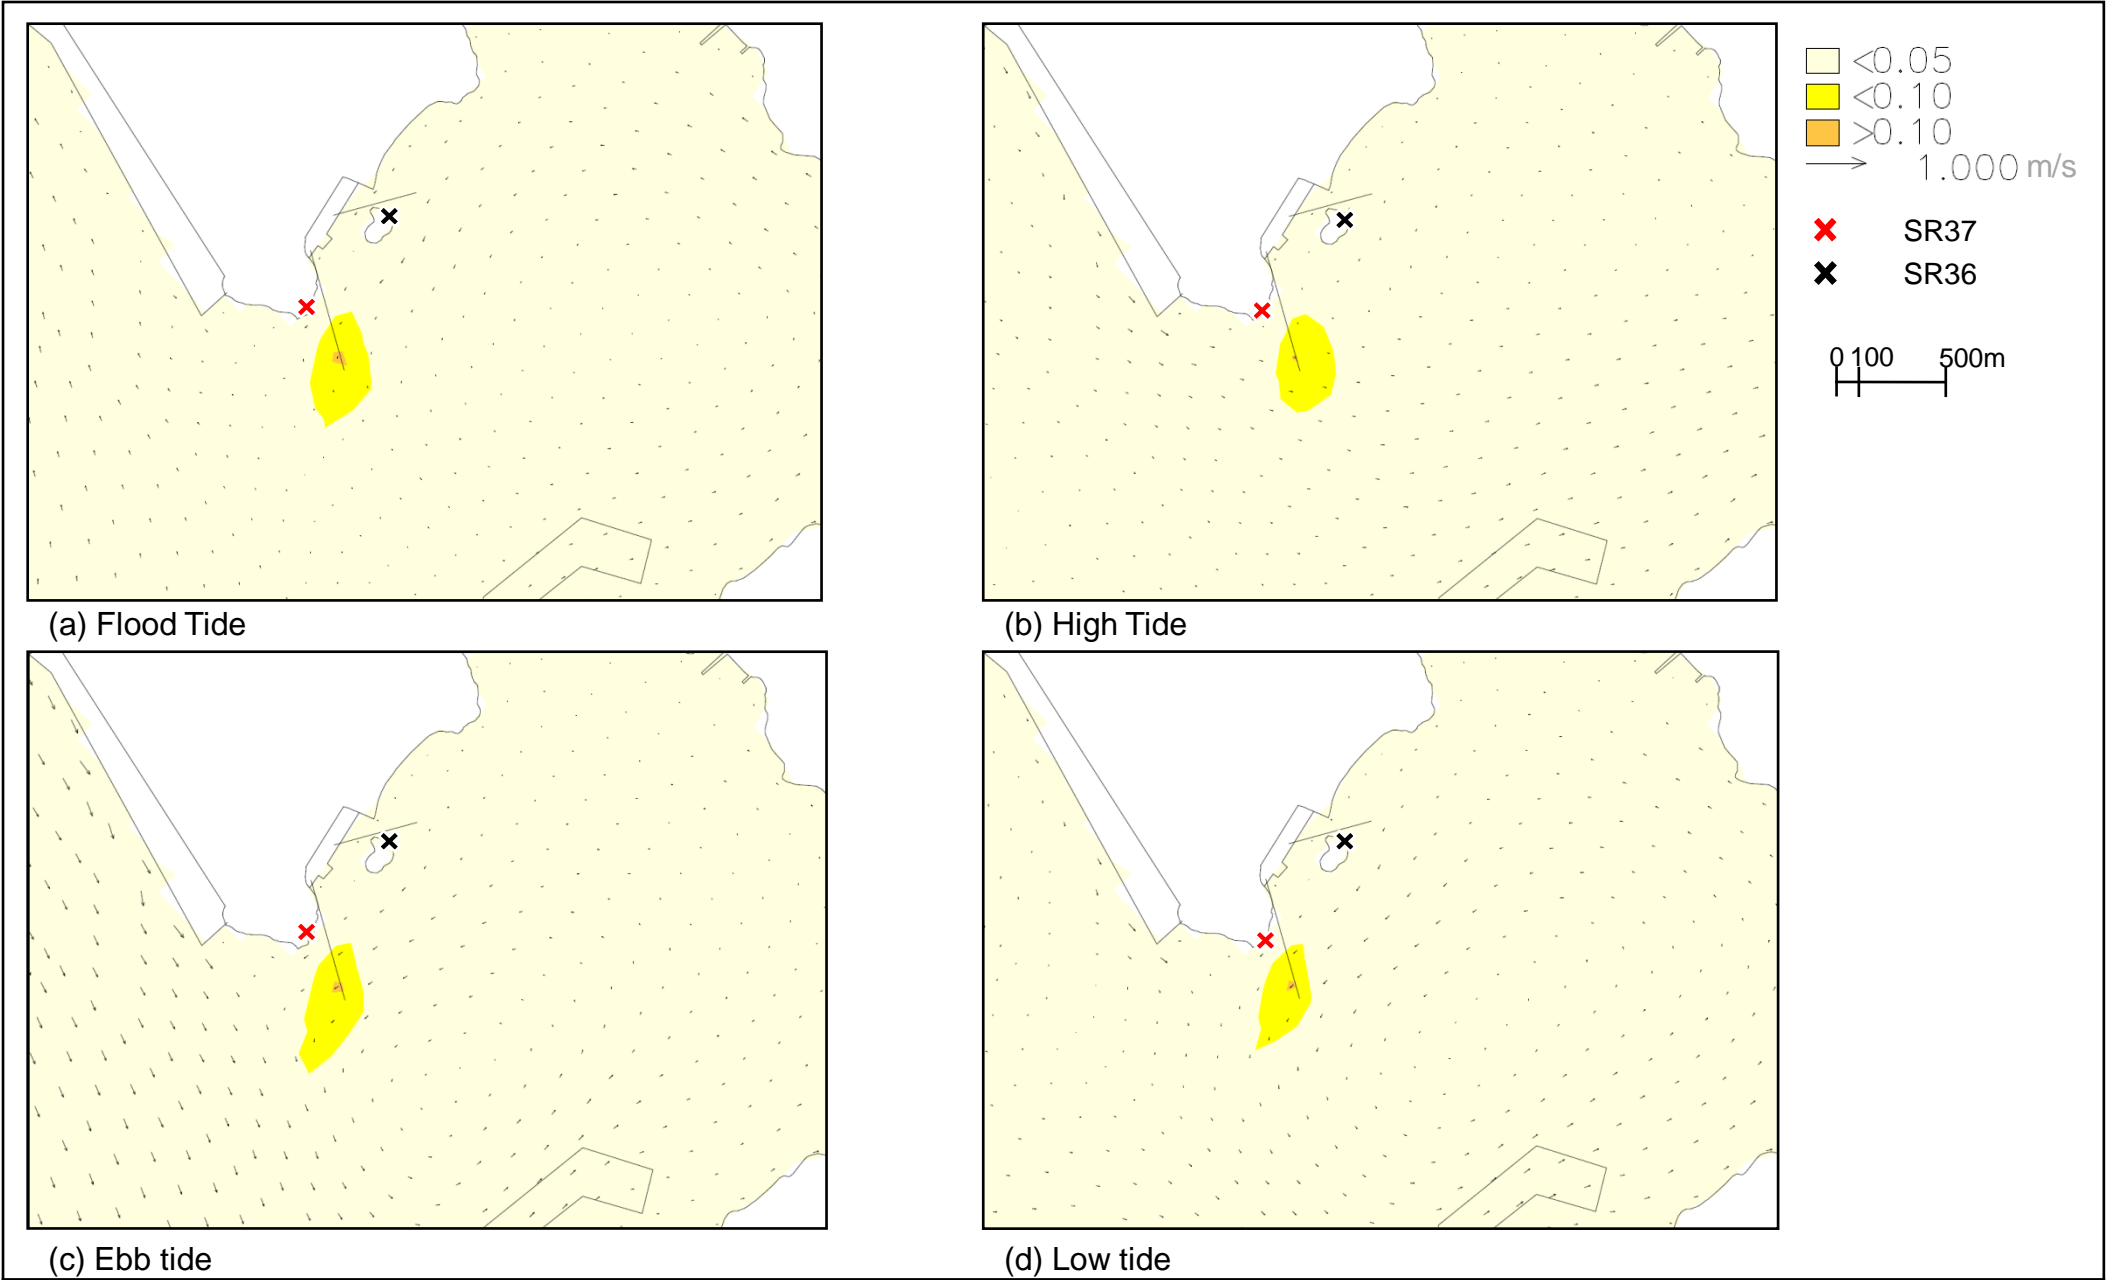 <0.05
<0.10
>0.10
1.000 m/s
SR37
SR36
0 100 500m
(a) Flood Tide
(b) High Tide
(c) Ebb tide
(d) Low tide